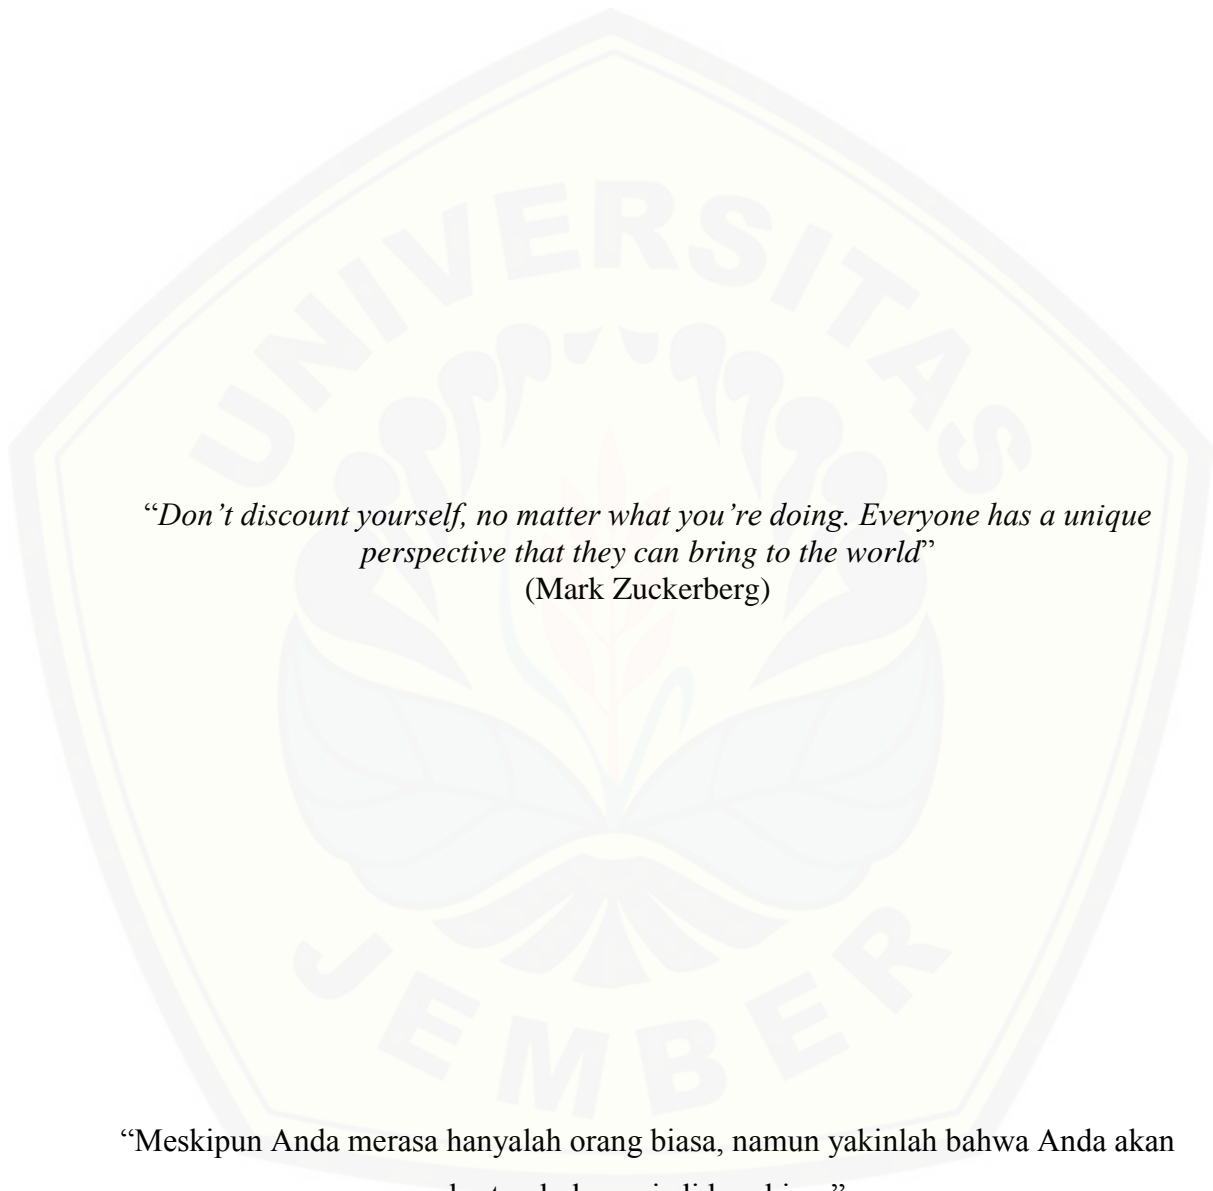 UNIVERSITAS
“Don’t discount yourself, no matter what you’re doing. Everyone has a unique
perspective that they can bring to the world”
(Mark Zuckerberg)
JEMBER
“Meskipun Anda merasa hanyalah orang biasa, namun yakinlah bahwa Anda akan